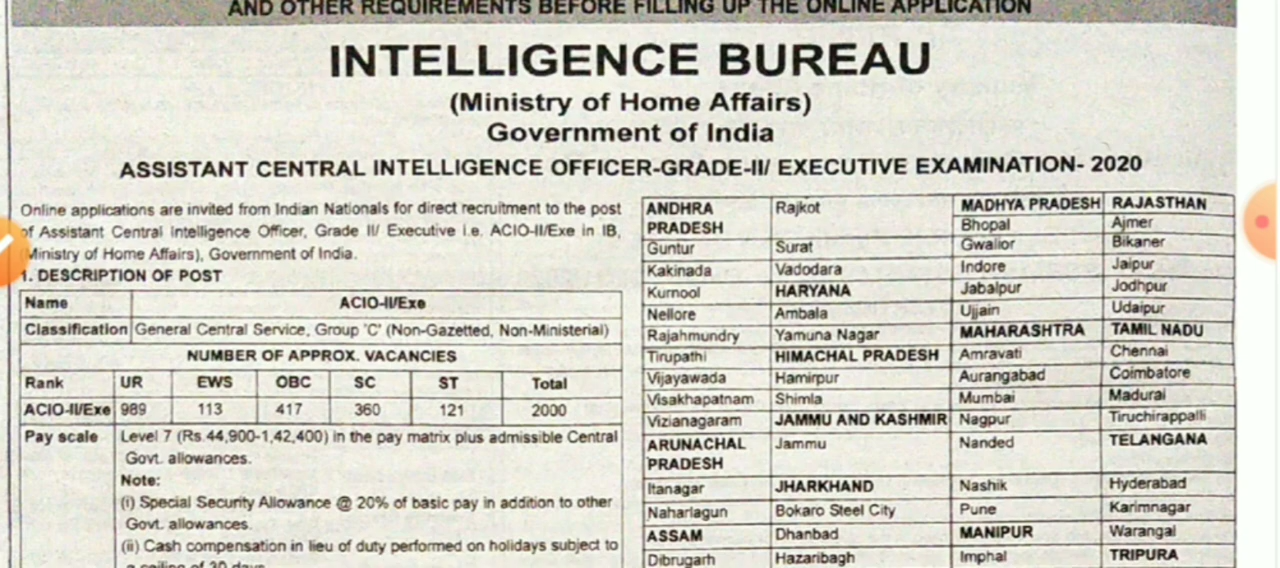 AND OTHER REQUIREMENTS BEFORE FILLING UP THE ONLINE APPLICATION
INTELLIGENCE BUREAU
(Ministry of Home Affairs)
Government of India
ASSISTANT CENTRAL INTELLIGENCE OFFICER-GRADE-II/ EXECUTIVE EXAMINATION- 2020
Online applications are invited from Indian Nationals for direct recruitment to the post
of Assistant Central Intelligence Officer, Grade II/ Executive i.e. ACIO-II/Exe in IB,
(Ministry of Home Affairs), Government of India.
1. DESCRIPTION OF POST
Name ACIO-II/Exe
Classification General Central Service, Group 'C' (Non-Gazetted, Non-Ministerial)
NUMBER OF APPROX. VACANCIES
Rank UR EWS OBC SC ST Total
ACIO-II/Exe 989 113 417 360 121 2000
Pay scale Level 7 (Rs.44,900-1,42,400) in the pay matrix plus admissible Central
Govt. allowances.
Note:
(i) Special Security Allowance @ 20% of basic pay in addition to other
Govt. allowances.
(ii) Cash compensation in lieu of duty performed on holidays subject to
a ceiling of 30 days
ANDHRA
PRADESH
Guntur
Kakinada
Kurnool
Nellore
Rajahmundry
Tirupathi
Vijayawada
Visakhapatnam
Vizianagaram
ARUNACHAL
PRADESH
Itanagar
Naharlagun
ASSAM
Dibrugarh
Rajkot
Surat
Vadodara
HARYANA
Ambala
Yamuna Nagar
HIMACHAL PRADESH
Hamirpur
Shimla
JAMMU AND KASHMIR
Jammu
JHARKHAND
Bokaro Steel City
Dhanbad
Hazaribagh
MADHYA PRADESH
Bhopal
Gwalior
Indore
Jabalpur
Ujjain
MAHARASHTRA
Amravati
Aurangabad
Mumbai
Nagpur
Nanded
Nashik
Pune
MANIPUR
Imphal
RAJASTHAN
Ajmer
Bikaner
Jaipur
Jodhpur
Udaipur
TAMIL NADU
Chennai
Coimbatore
Madurai
Tiruchirappalli
TELANGANA
Hyderabad
Karimnagar
Warangal
TRIPURA